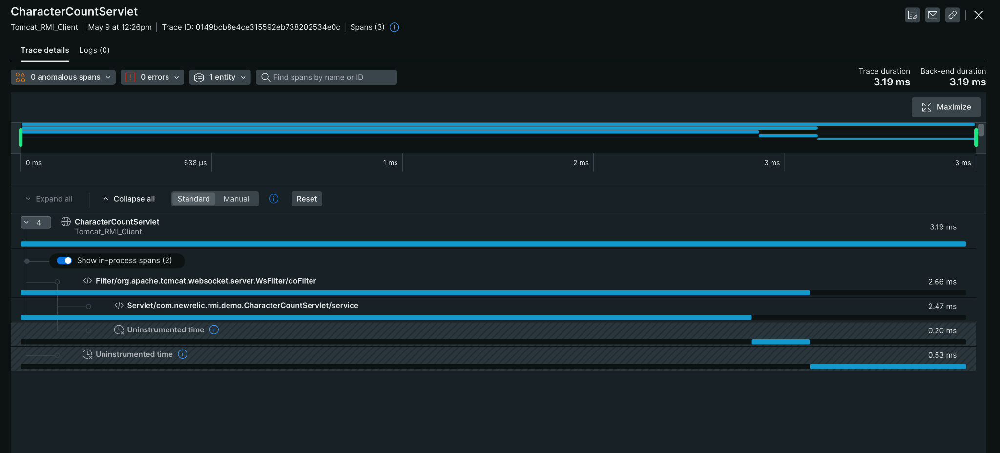 CharacterCountServlet
Tomcat_RMI_Client | May 9 at 12:26pm | Trace ID: 0149bcb8e4ce315592eb738202534e0c | Spans (3)
Trace details Logs (0)
0 anomalous spans 0 errors 1 entity Find spans by name or ID
Trace duration Back-end duration
3.19 ms 3.19 ms
Maximize
0 ms 638 µs 1 ms 2 ms 3 ms 3 ms
Expand all Collapse all Standard Manual Reset
4 CharacterCountServlet
Tomcat_RMI_Client 3.19 ms
Show in-process spans (2)
</> Filter/org.apache.tomcat.websocket.server.WsFilter/doFilter 2.66 ms
</> Servlet/com.newrelic.rmi.demo.CharacterCountServlet/service 2.47 ms
Uninstrumented time 0.20 ms
Uninstrumented time 0.53 ms